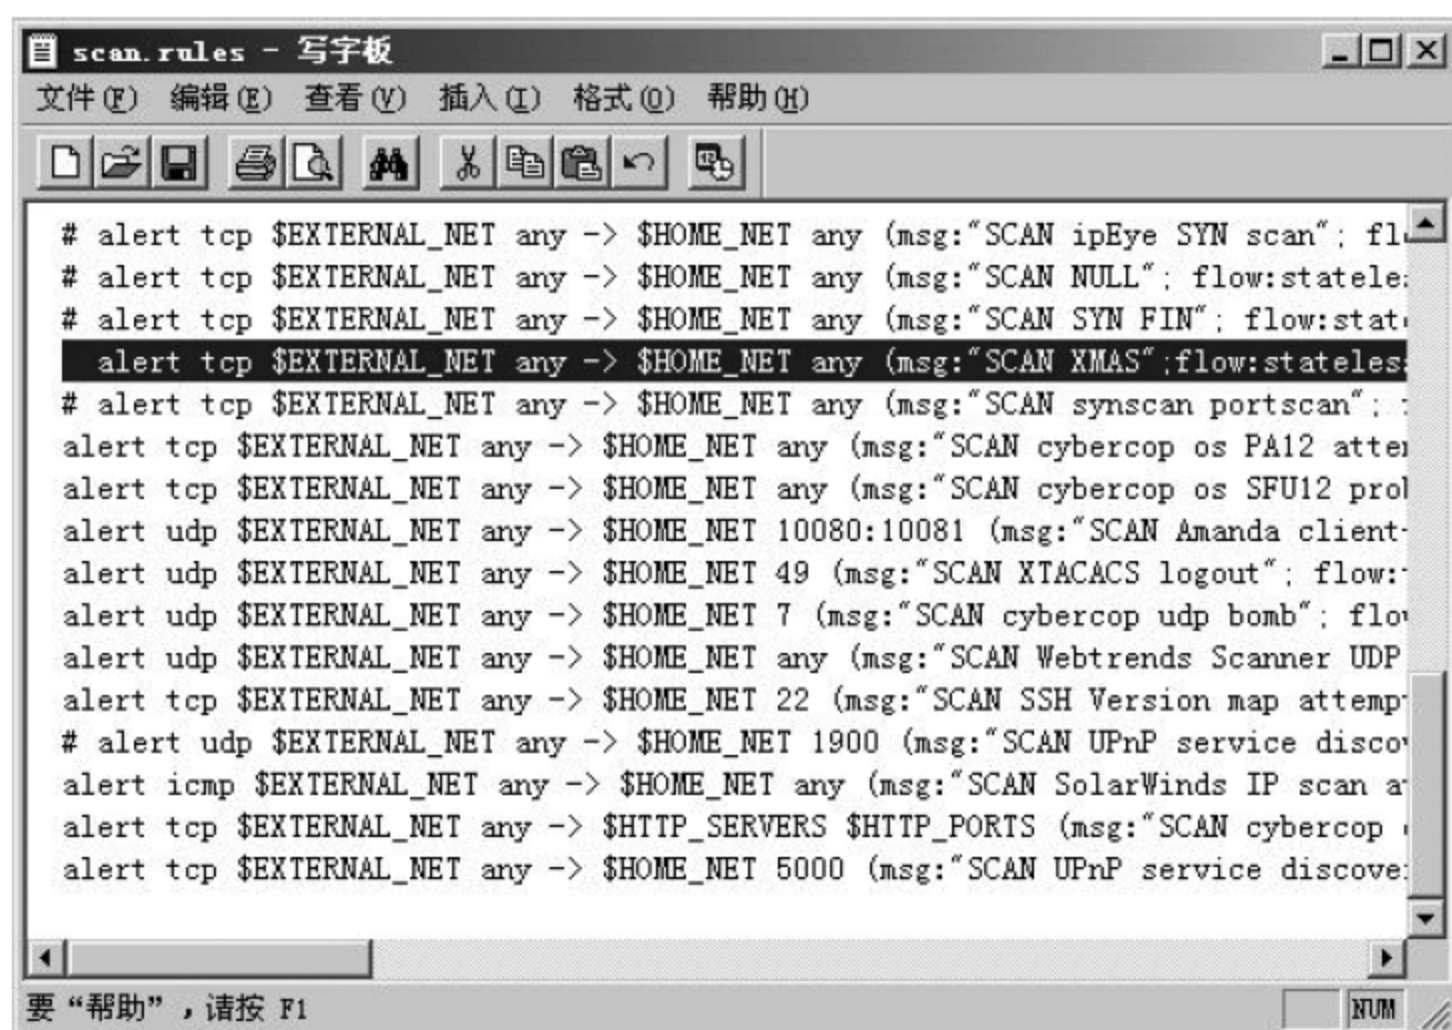 scan.rules - 写字板
文件(F) 编辑(E) 查看(V) 插入(I) 格式(O) 帮助(H)
# alert tcp $EXTERNAL_NET any -> $HOME_NET any (msg:"SCAN ipEye SYN scan";
# alert tcp $EXTERNAL_NET any -> $HOME_NET any (msg:"SCAN NULL"; flow:statele
# alert tcp $EXTERNAL_NET any -> $HOME_NET any (msg:"SCAN SYN FIN"; flow:stat
alert tcp $EXTERNAL_NET any -> $HOME_NET any (msg:"SCAN XMAS";flow:stateles
# alert tcp $EXTERNAL_NET any -> $HOME_NET any (msg:"SCAN synscan portscan";
alert tcp $EXTERNAL_NET any -> $HOME_NET any (msg:"SCAN cybercop os PA12 atte
alert tcp $EXTERNAL_NET any -> $HOME_NET any (msg:"SCAN cybercop os SFU12 pro
alert udp $EXTERNAL_NET any -> $HOME_NET 10080:10081 (msg:"SCAN Amanda client-
alert udp $EXTERNAL_NET any -> $HOME_NET 49 (msg:"SCAN XTACACS logout"; flow:
alert udp $EXTERNAL_NET any -> $HOME_NET 7 (msg:"SCAN cybercop udp bomb"; flo
alert udp $EXTERNAL_NET any -> $HOME_NET any (msg:"SCAN Webtrends Scanner UDP
alert tcp $EXTERNAL_NET any -> $HOME_NET 22 (msg:"SCAN SSH Version map attemp
# alert udp $EXTERNAL_NET any -> $HOME_NET 1900 (msg:"SCAN UPnP service disco
alert icmp $EXTERNAL_NET any -> $HOME_NET any (msg:"SCAN SolarWinds IP scan a
alert tcp $EXTERNAL_NET any -> $HTTP_SERVERS $HTTP_PORTS (msg:"SCAN cybercop
alert tcp $EXTERNAL_NET any -> $HOME_NET 5000 (msg:"SCAN UPnP service discove
要“帮助”，请按 F1
NUM